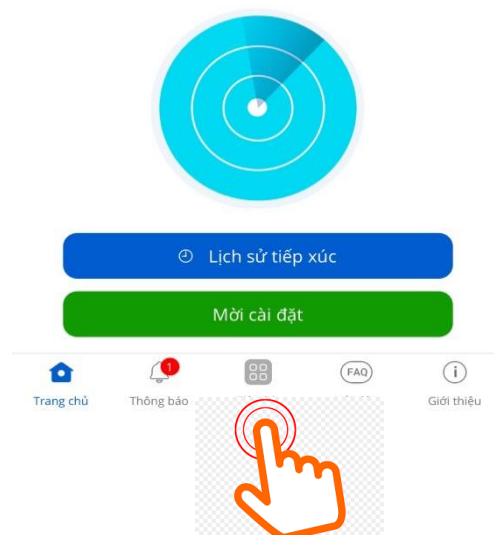 Lịch sử tiếp xúc
Mời cài đặt
1
FAQ
i
Trang chủ
Thông báo
Giới thiệu